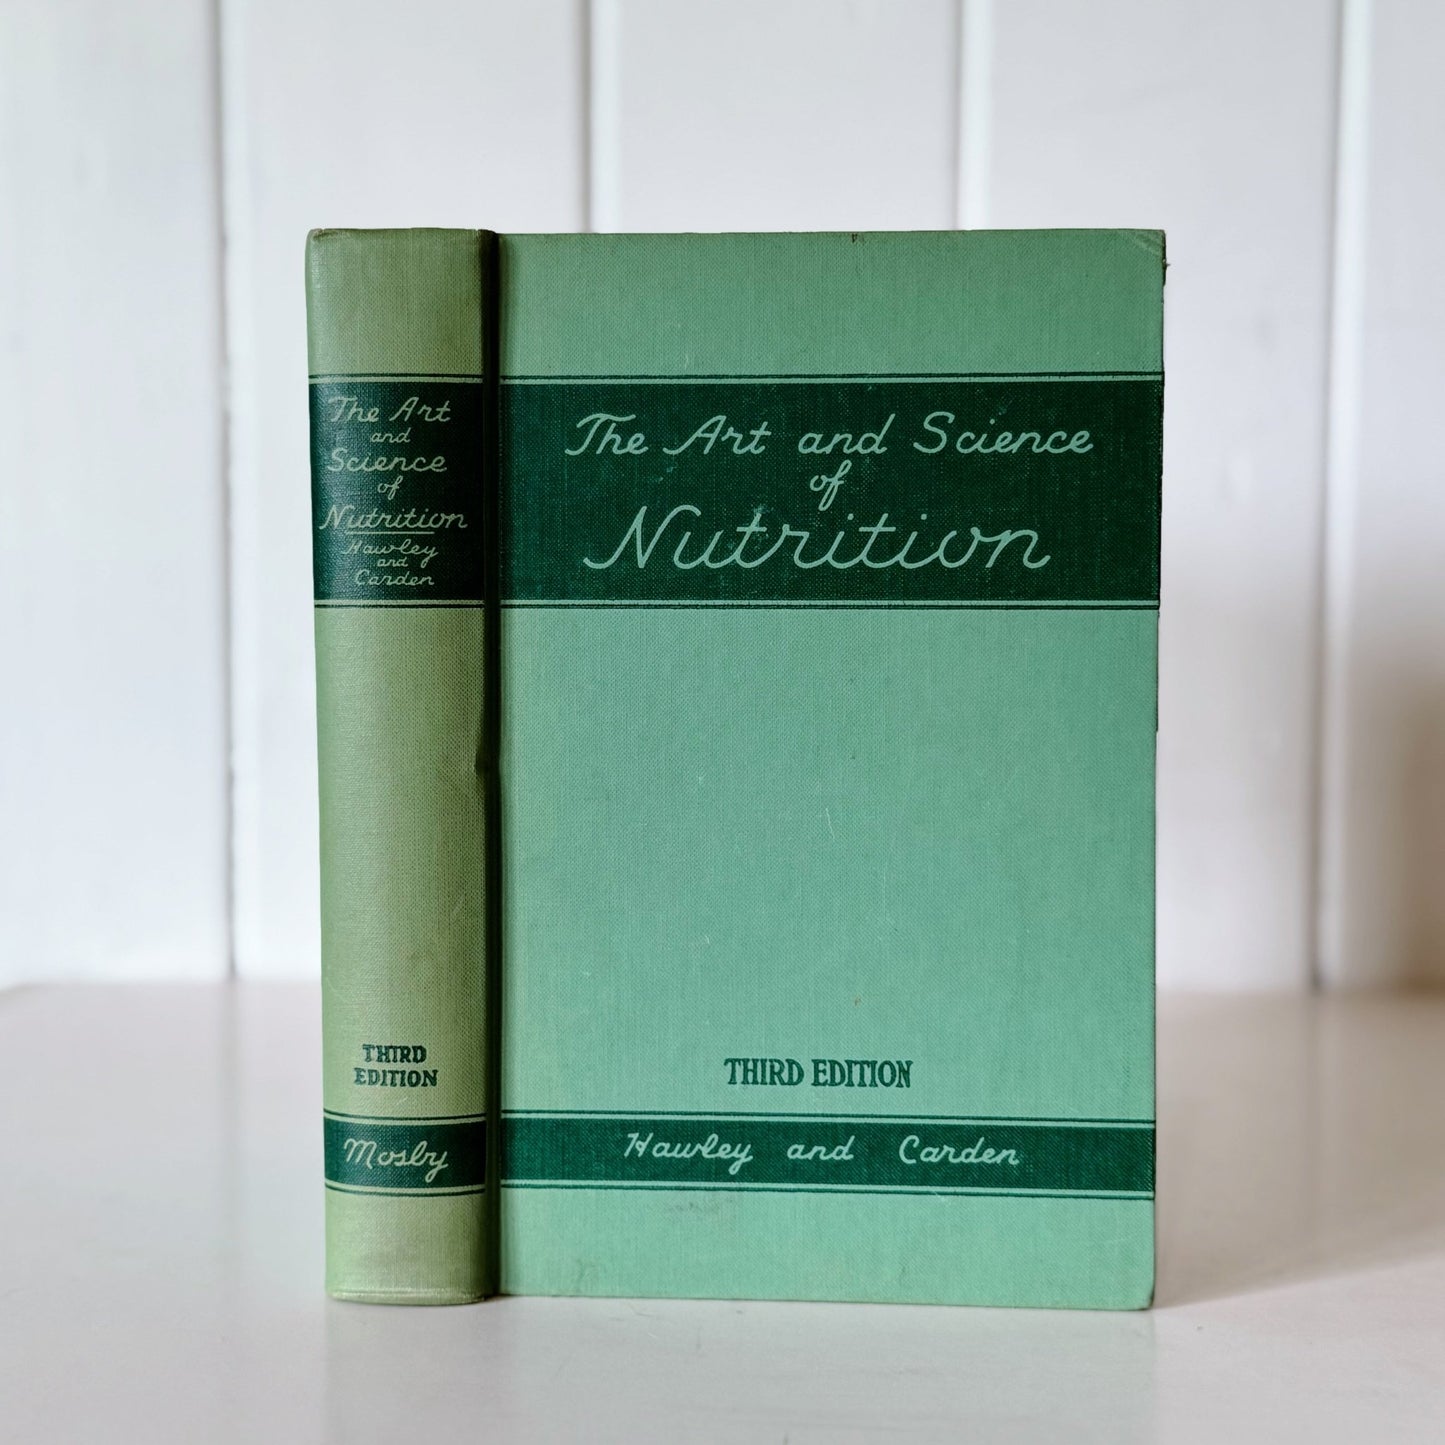 The Art
and
Science
of
Nutrition
Hawley
and
Carden
THIRD
EDITION
Mosby
The Art and Science
of
Nutrition
THIRD EDITION
Hawley and Carden